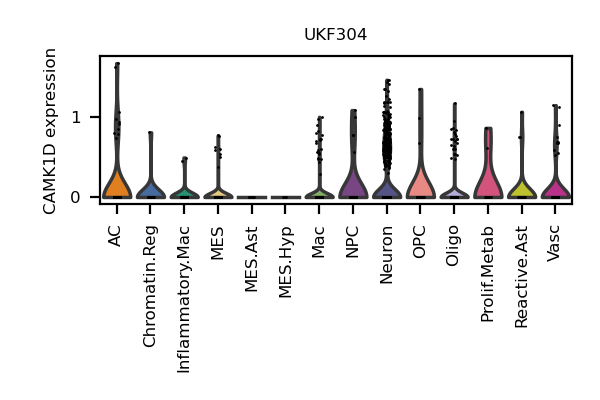 UKF304
CAMK1D expression
1
0
AC
Chromatin.Reg
Inflammatory.Mac
MES
MES.Ast
MES.Hyp
Mac
NPC
Neuron
OPC
Oligo
Prolif.Metab
Reactive.Ast
Vasc